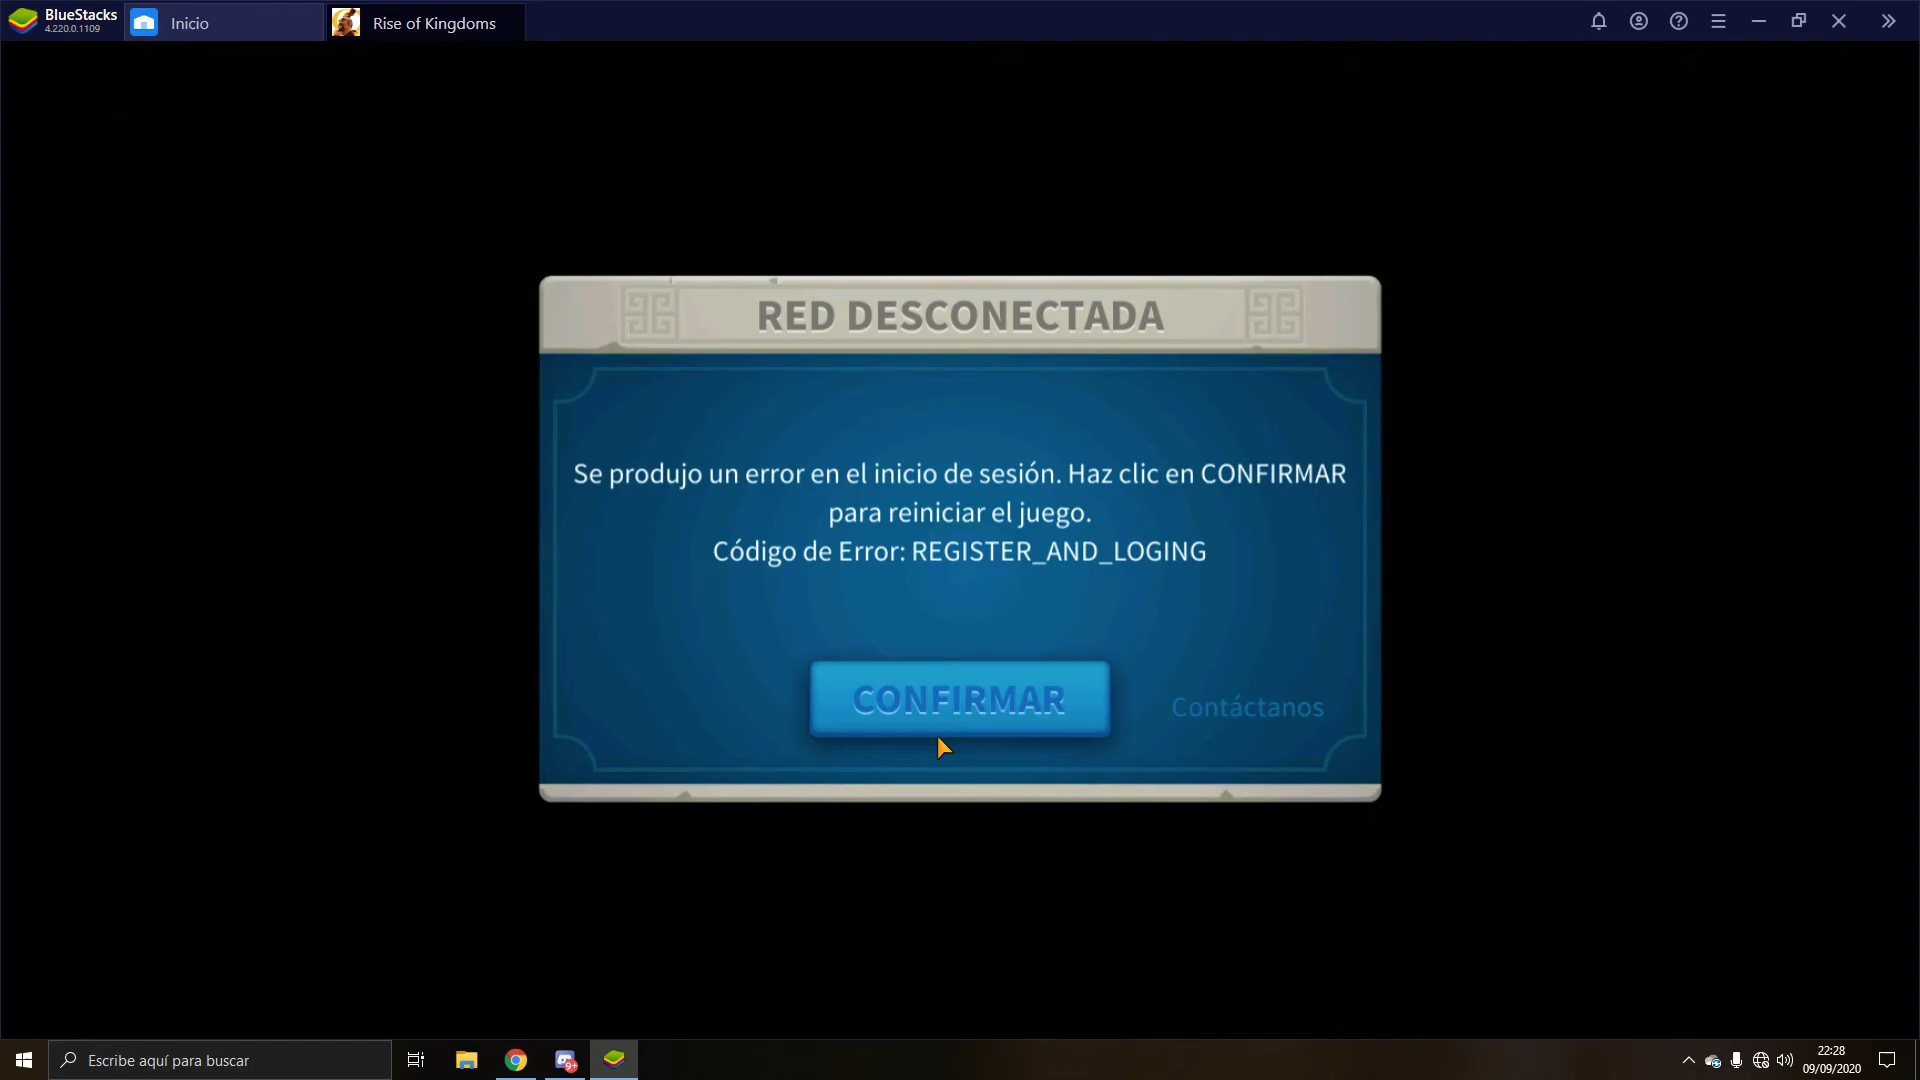 BlueStacks
4.220.0.1109
Inicio
Rise of Kingdoms
RED DESCONECTADA
Se produjo un error en el inicio de sesión. Haz clic en CONFIRMAR
para reiniciar el juego.
Código de Error: REGISTER_AND_LOGING
CONFIRMAR
Contáctanos
Escribe aquí para buscar
9+
22:28
09/09/2020